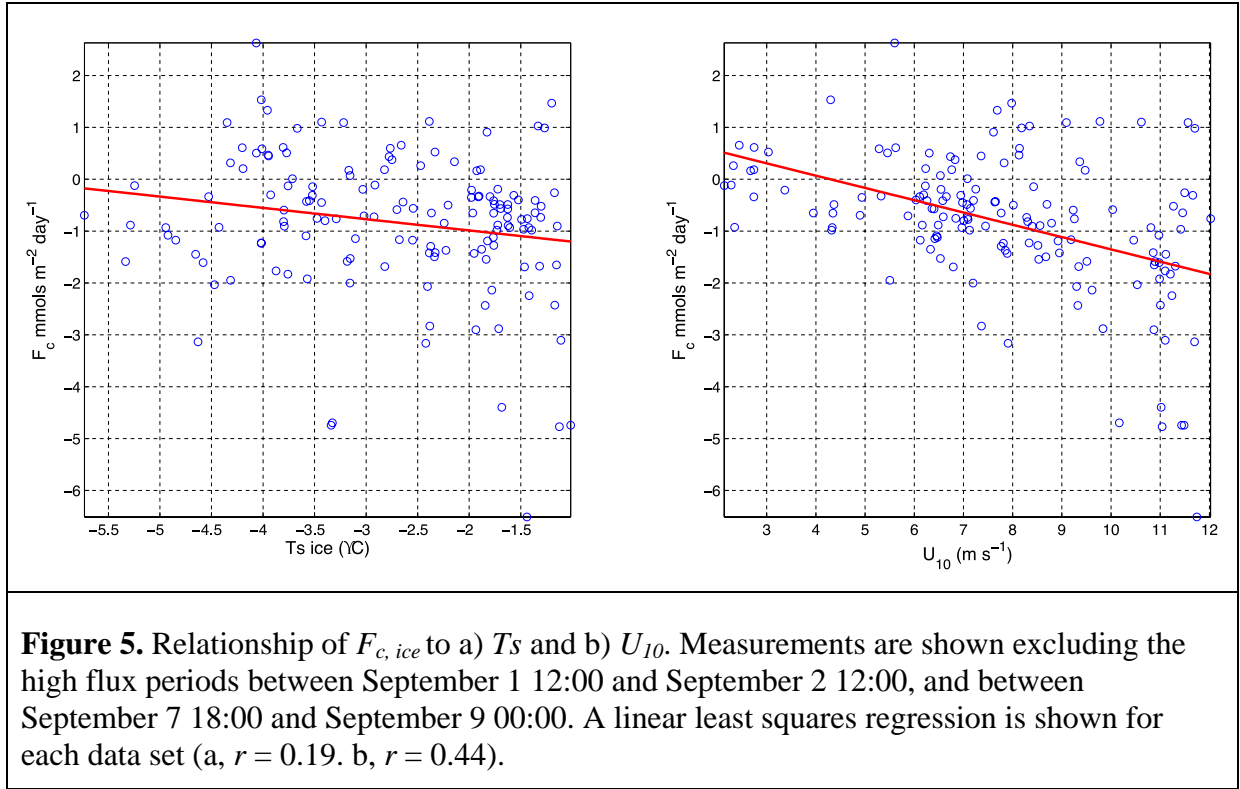 2
1
0
−1
−2
−3
−4
−5
−6
F_c mmols m^−2 day^−1
−5 −4.5 −4 −3.5 −3 −2.5 −2 −1.5
Ts ice (ϒC)
2
1
0
−1
−2
−3
−4
−5
−6
F_c mmols m^−2 day^−1
3 4 5 6 7 8 9 10 11 12
U_10 (m s^−1)
Figure 5. Relationship of F_c, ice to a) Ts and b) U_10. Measurements are shown excluding the
high flux periods between September 1 12:00 and September 2 12:00, and between
September 7 18:00 and September 9 00:00. A linear least squares regression is shown for
each data set (a, r = 0.19. b, r = 0.44).